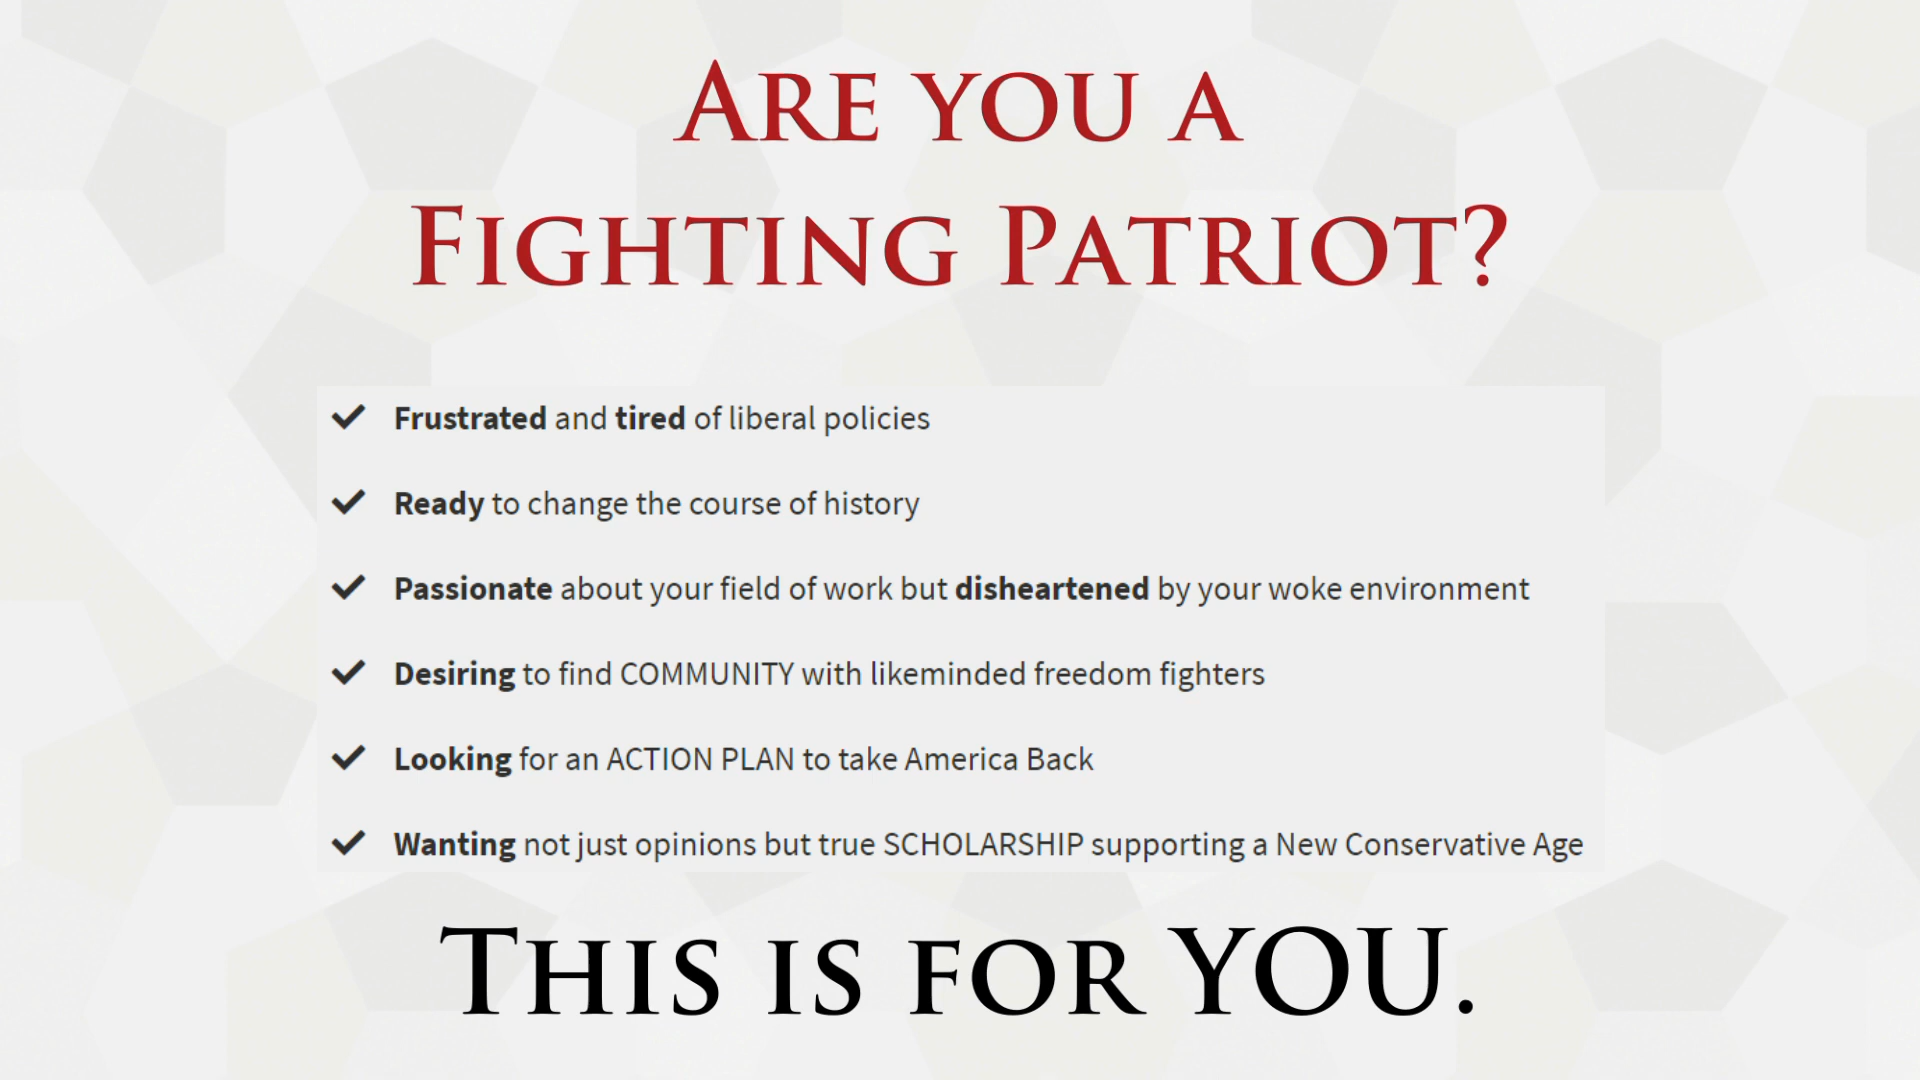 Are you a
Fighting Patriot?
Frustrated and tired of liberal policies
Ready to change the course of history
Passionate about your field of work but disheartened by your woke environment
Desiring to find COMMUNITY with likeminded freedom fighters
Looking for an ACTION PLAN to take America Back
Wanting not just opinions but true SCHOLARSHIP supporting a New Conservative Age
This is for YOU.